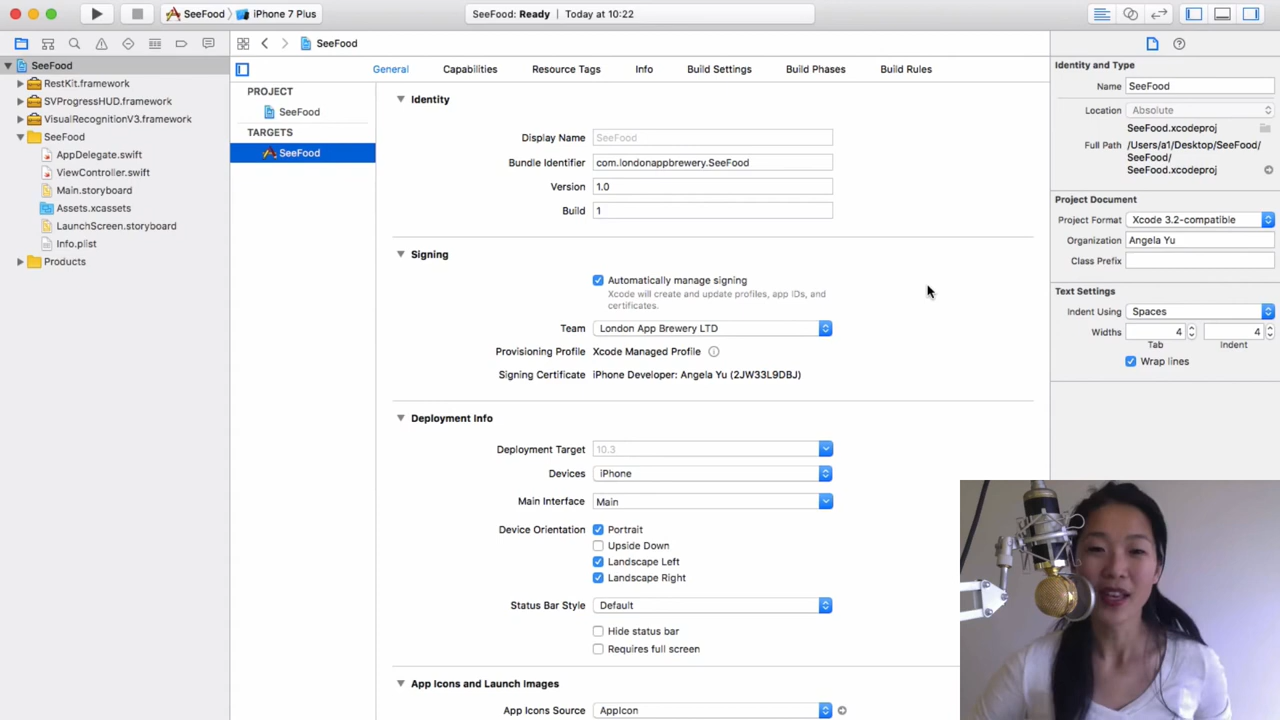 SeeFood iPhone 7 Plus
SeeFood: Ready Today at 10:22
SeeFood
RestKit.framework
SVProgressHUD.framework
VisualRecognitionV3.framework
SeeFood
AppDelegate.swift
ViewController.swift
Main.storyboard
Assets.xcassets
LaunchScreen.storyboard
Info.plist
Products
SeeFood
General Capabilities Resource Tags Info Build Settings Build Phases Build Rules
PROJECT
SeeFood
TARGETS
SeeFood
Identity
Display Name SeeFood
Bundle Identifier com.londonappbrewery.SeeFood
Version 1.0
Build 1
Signing
Automatically manage signing
Xcode will create and update profiles, app IDs, and
certificates.
Team London App Brewery LTD
Provisioning Profile Xcode Managed Profile
Signing Certificate iPhone Developer: Angela Yu (2JW33L9DBJ)
Deployment Info
Deployment Target 10.3
Devices iPhone
Main Interface Main
Device Orientation Portrait
Upside Down
Landscape Left
Landscape Right
Status Bar Style Default
Hide status bar
Requires full screen
App Icons and Launch Images
App Icons Source AppIcon
Identity and Type
Name SeeFood
Location Absolute
SeeFood.xcodeproj
Full Path /Users/a1/Desktop/SeeFood/
SeeFood/
SeeFood.xcodeproj
Project Document
Project Format Xcode 3.2-compatible
Organization Angela Yu
Class Prefix
Text Settings
Indent Using Spaces
Widths 4 4
Tab Indent
Wrap lines